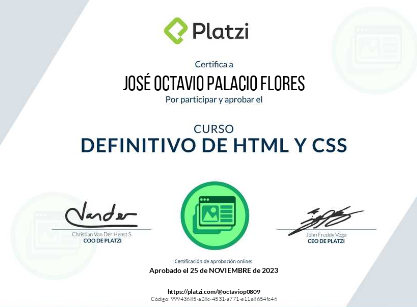 Platzi
Certifica a
JOSÉ OCTAVIO PALACIO FLORES
Por participar y aprobar el
CURSO
DEFINITIVO DE HTML Y CSS
Christian Van Der Henst S.
COO DE PLATZI
John Freddy Vega
CEO DE PLATZI
Certificación de aprobación online:
Aprobado el 25 de NOVIEMBRE de 2023
https://platzi.com/@octaviop0809
Código: